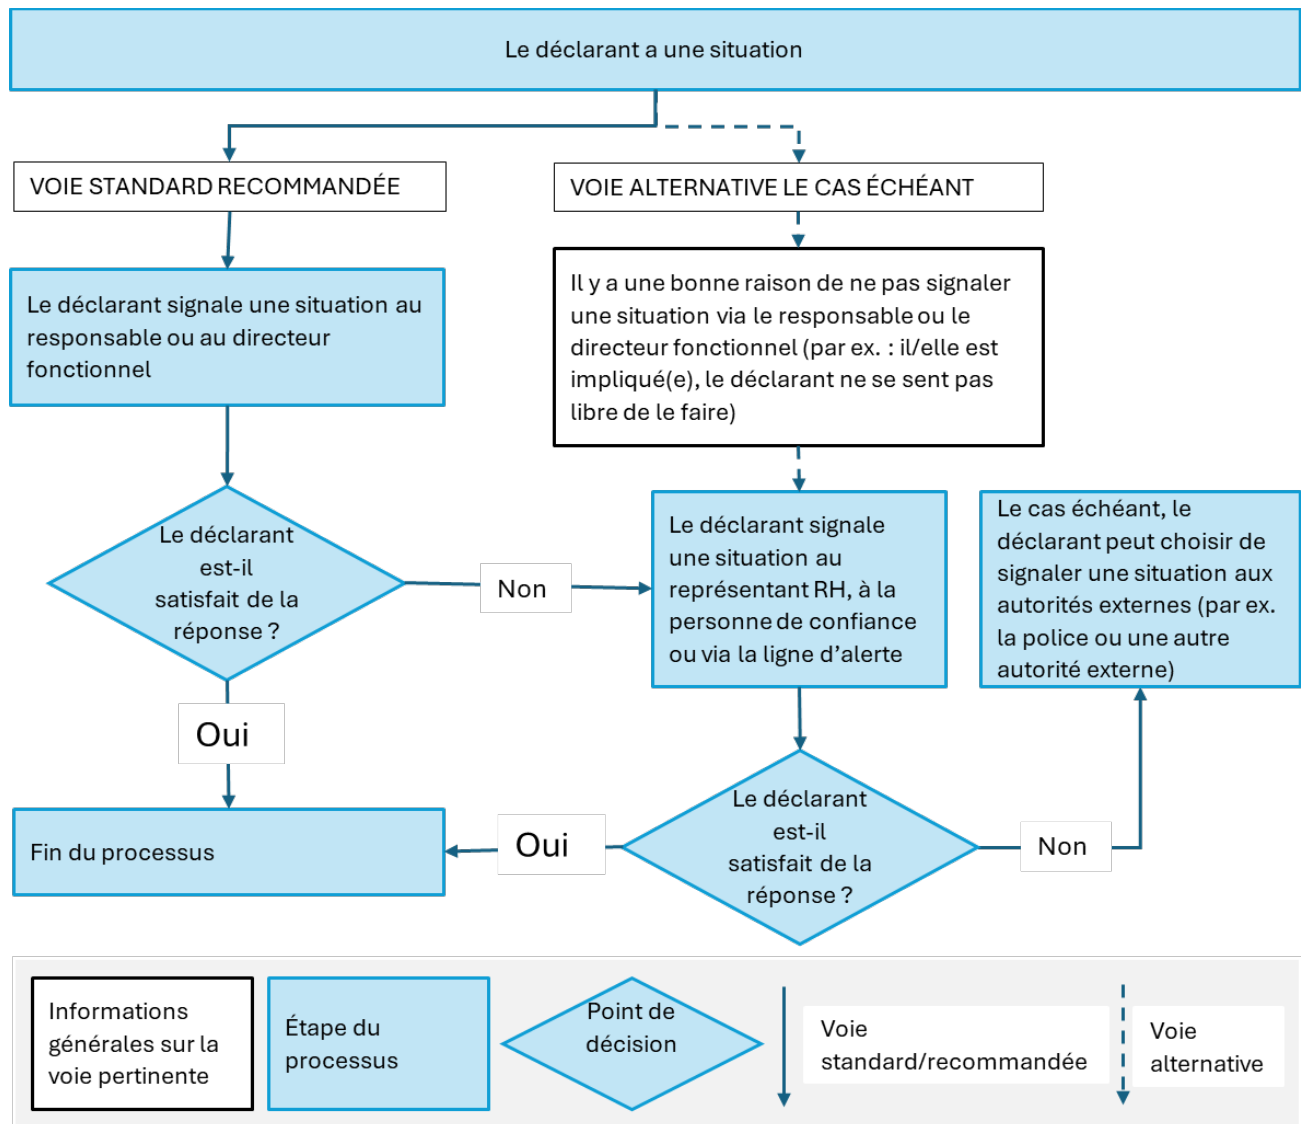 Le déclarant a une situation
VOIE STANDARD RECOMMANDÉE
VOIE ALTERNATIVE LE CAS ÉCHÉANT
Le déclarant signale une situation au
responsable ou au directeur
fonctionnel
Il y a une bonne raison de ne pas signaler
une situation via le responsable ou le
directeur fonctionnel (par ex. : il/elle est
impliqué(e), le déclarant ne se sent pas
libre de le faire)
Le déclarant
est-il
satisfait de la
réponse ?
Non
Le déclarant signale
une situation au
représentant RH, à la
personne de confiance
ou via la ligne d’alerte
Le cas échéant, le
déclarant peut choisir de
signaler une situation aux
autorités externes (par ex.
la police ou une autre
autorité externe)
Oui
Le déclarant
est-il
satisfait de la
réponse ?
Fin du processus
Oui
Non
Informations
générales sur la
voie pertinente
Étape du
processus
Point de
décision
Voie
standard/recommandée
Voie
alternative